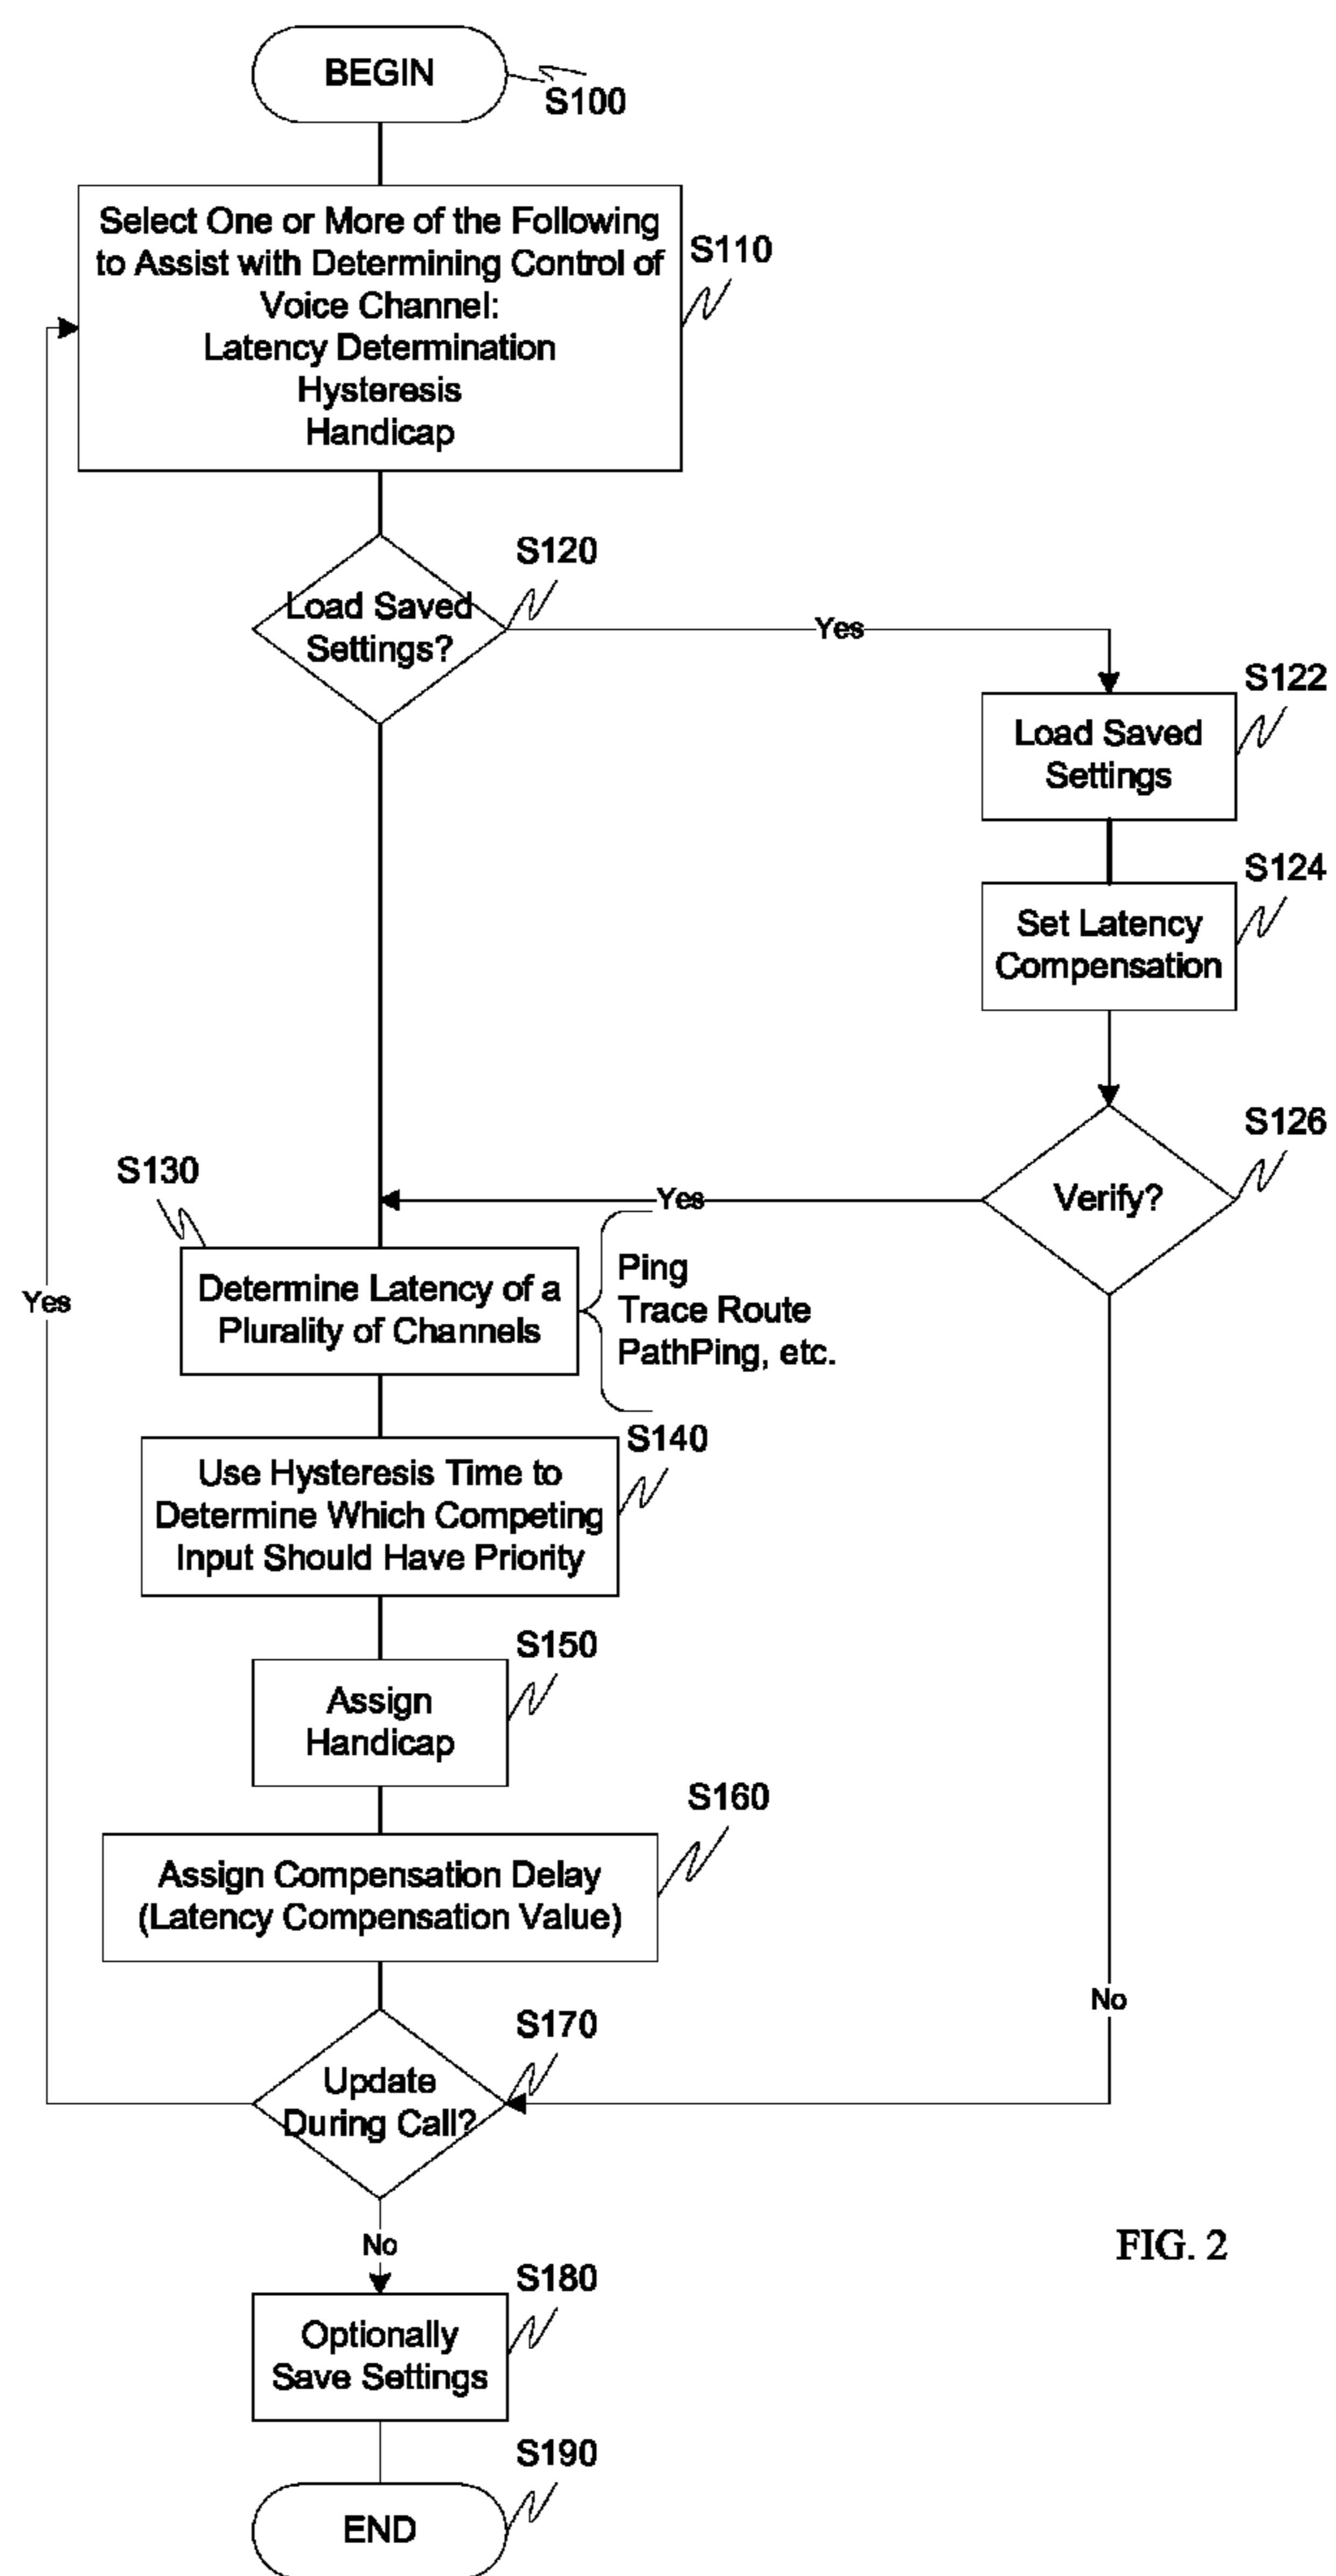 BEGIN
S100
Select One or More of the Following
to Assist with Determining Control of
Voice Channel:
Latency Determination
Hysteresis
Handicap
S110
S120
Load Saved
Settings?
Yes
S122
Load Saved
Settings
S124
Set Latency
Compensation
S126
Verify?
Yes
S130
Determine Latency of a
Plurality of Channels
Ping
Trace Route
PathPing, etc.
Yes
S140
Use Hysteresis Time to
Determine Which Competing
Input Should Have Priority
S150
Assign
Handicap
S160
Assign Compensation Delay
(Latency Compensation Value)
No
S170
Update
During Call?
No
FIG. 2
S180
Optionally
Save Settings
S190
END